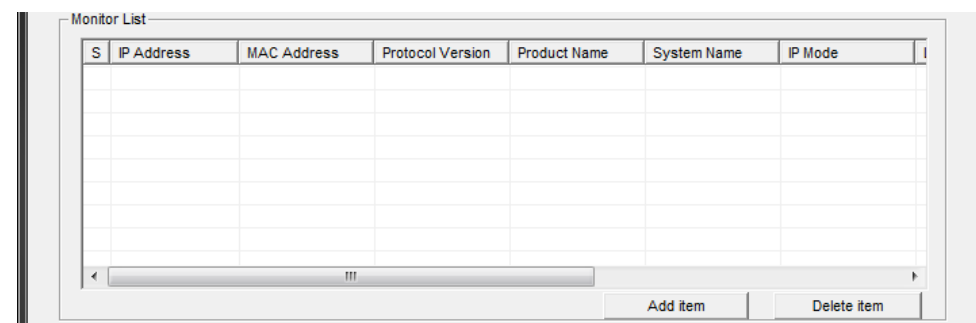 Monitor List
S IP Address MAC Address Protocol Version Product Name System Name IP Mode
Add item Delete item